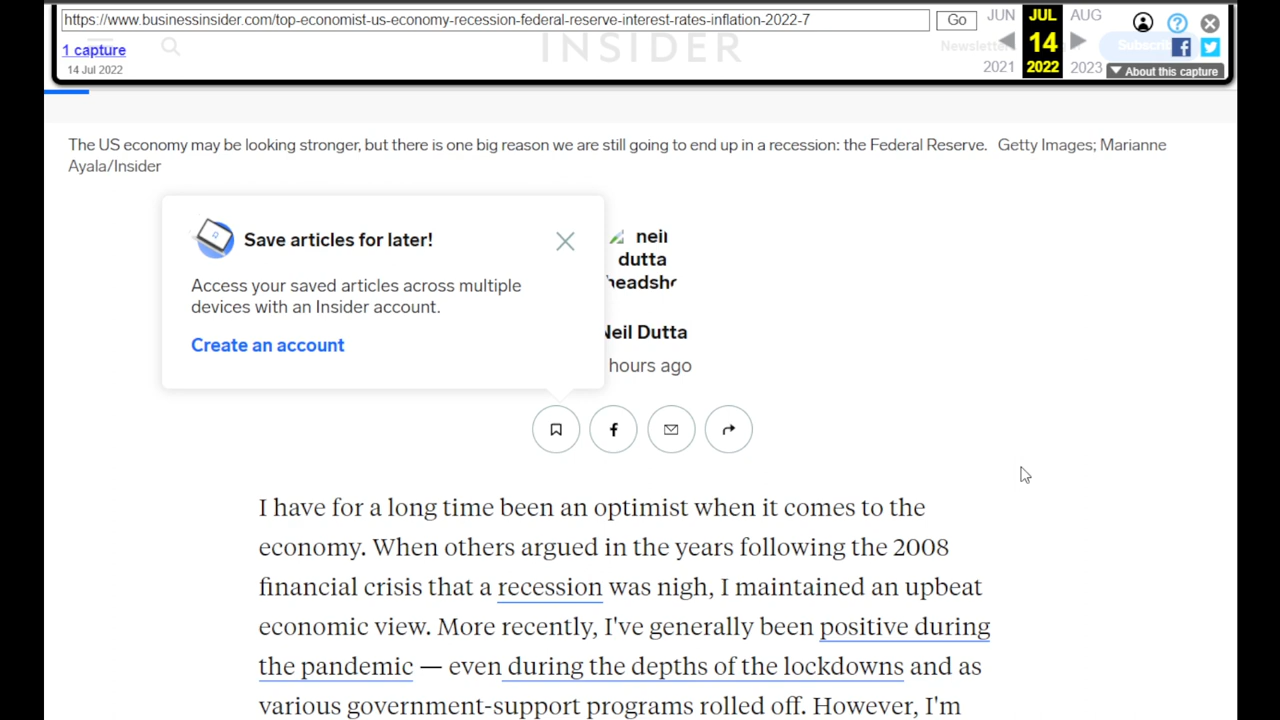 https://www.businessinsider.com/top-economist-us-economy-recession-federal-reserve-interest-rates-inflation-2022-7
Go
JUN JUL AUG
14
2021 2022 2023
1 capture
14 Jul 2022
About this capture
INSIDER
Newslette
Subscri
The US economy may be looking stronger, but there is one big reason we are still going to end up in a recession: the Federal Reserve. Getty Images; Marianne
Ayala/Insider
Save articles for later!
Access your saved articles across multiple
devices with an Insider account.
Create an account
neil
dutta
headsho
Neil Dutta
hours ago
I have for a long time been an optimist when it comes to the
economy. When others argued in the years following the 2008
financial crisis that a recession was nigh, I maintained an upbeat
economic view. More recently, I've generally been positive during
the pandemic — even during the depths of the lockdowns and as
various government-support programs rolled off. However, I'm